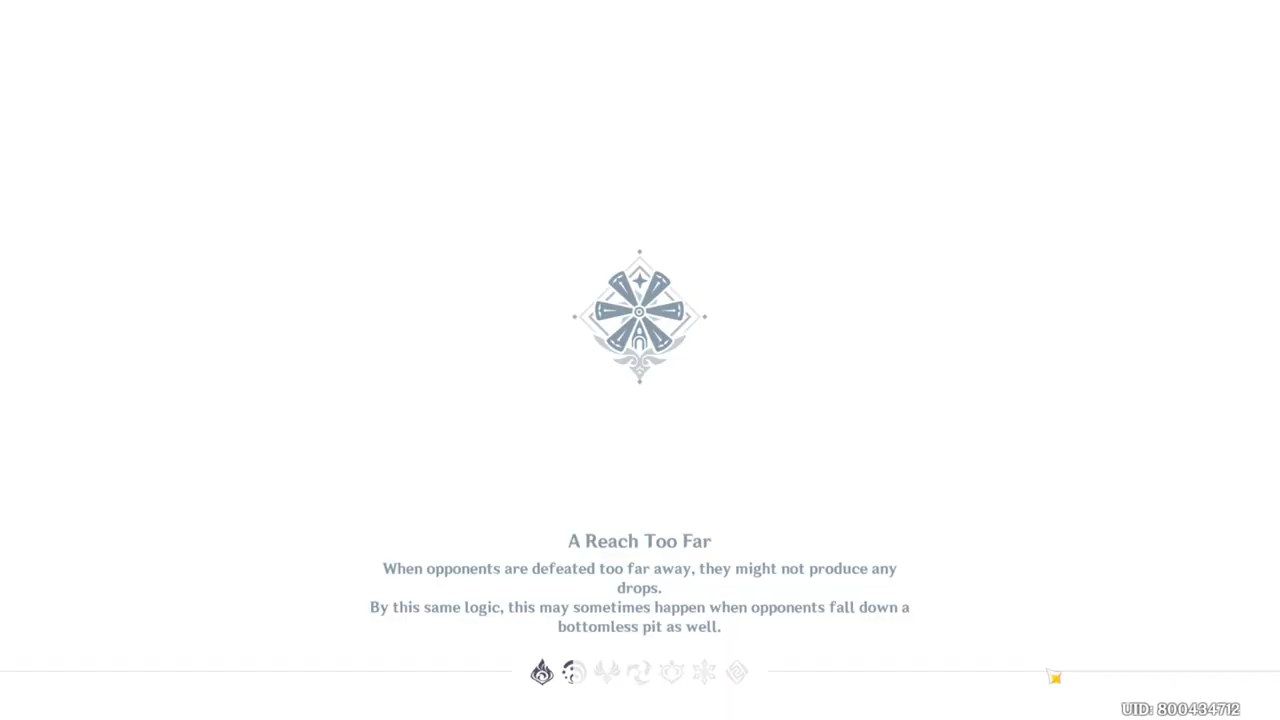 A Reach Too Far
When opponents are defeated too far away, they might not produce any
drops.
By this same logic, this may sometimes happen when opponents fall down a
bottomless pit as well.
UID: 800434712